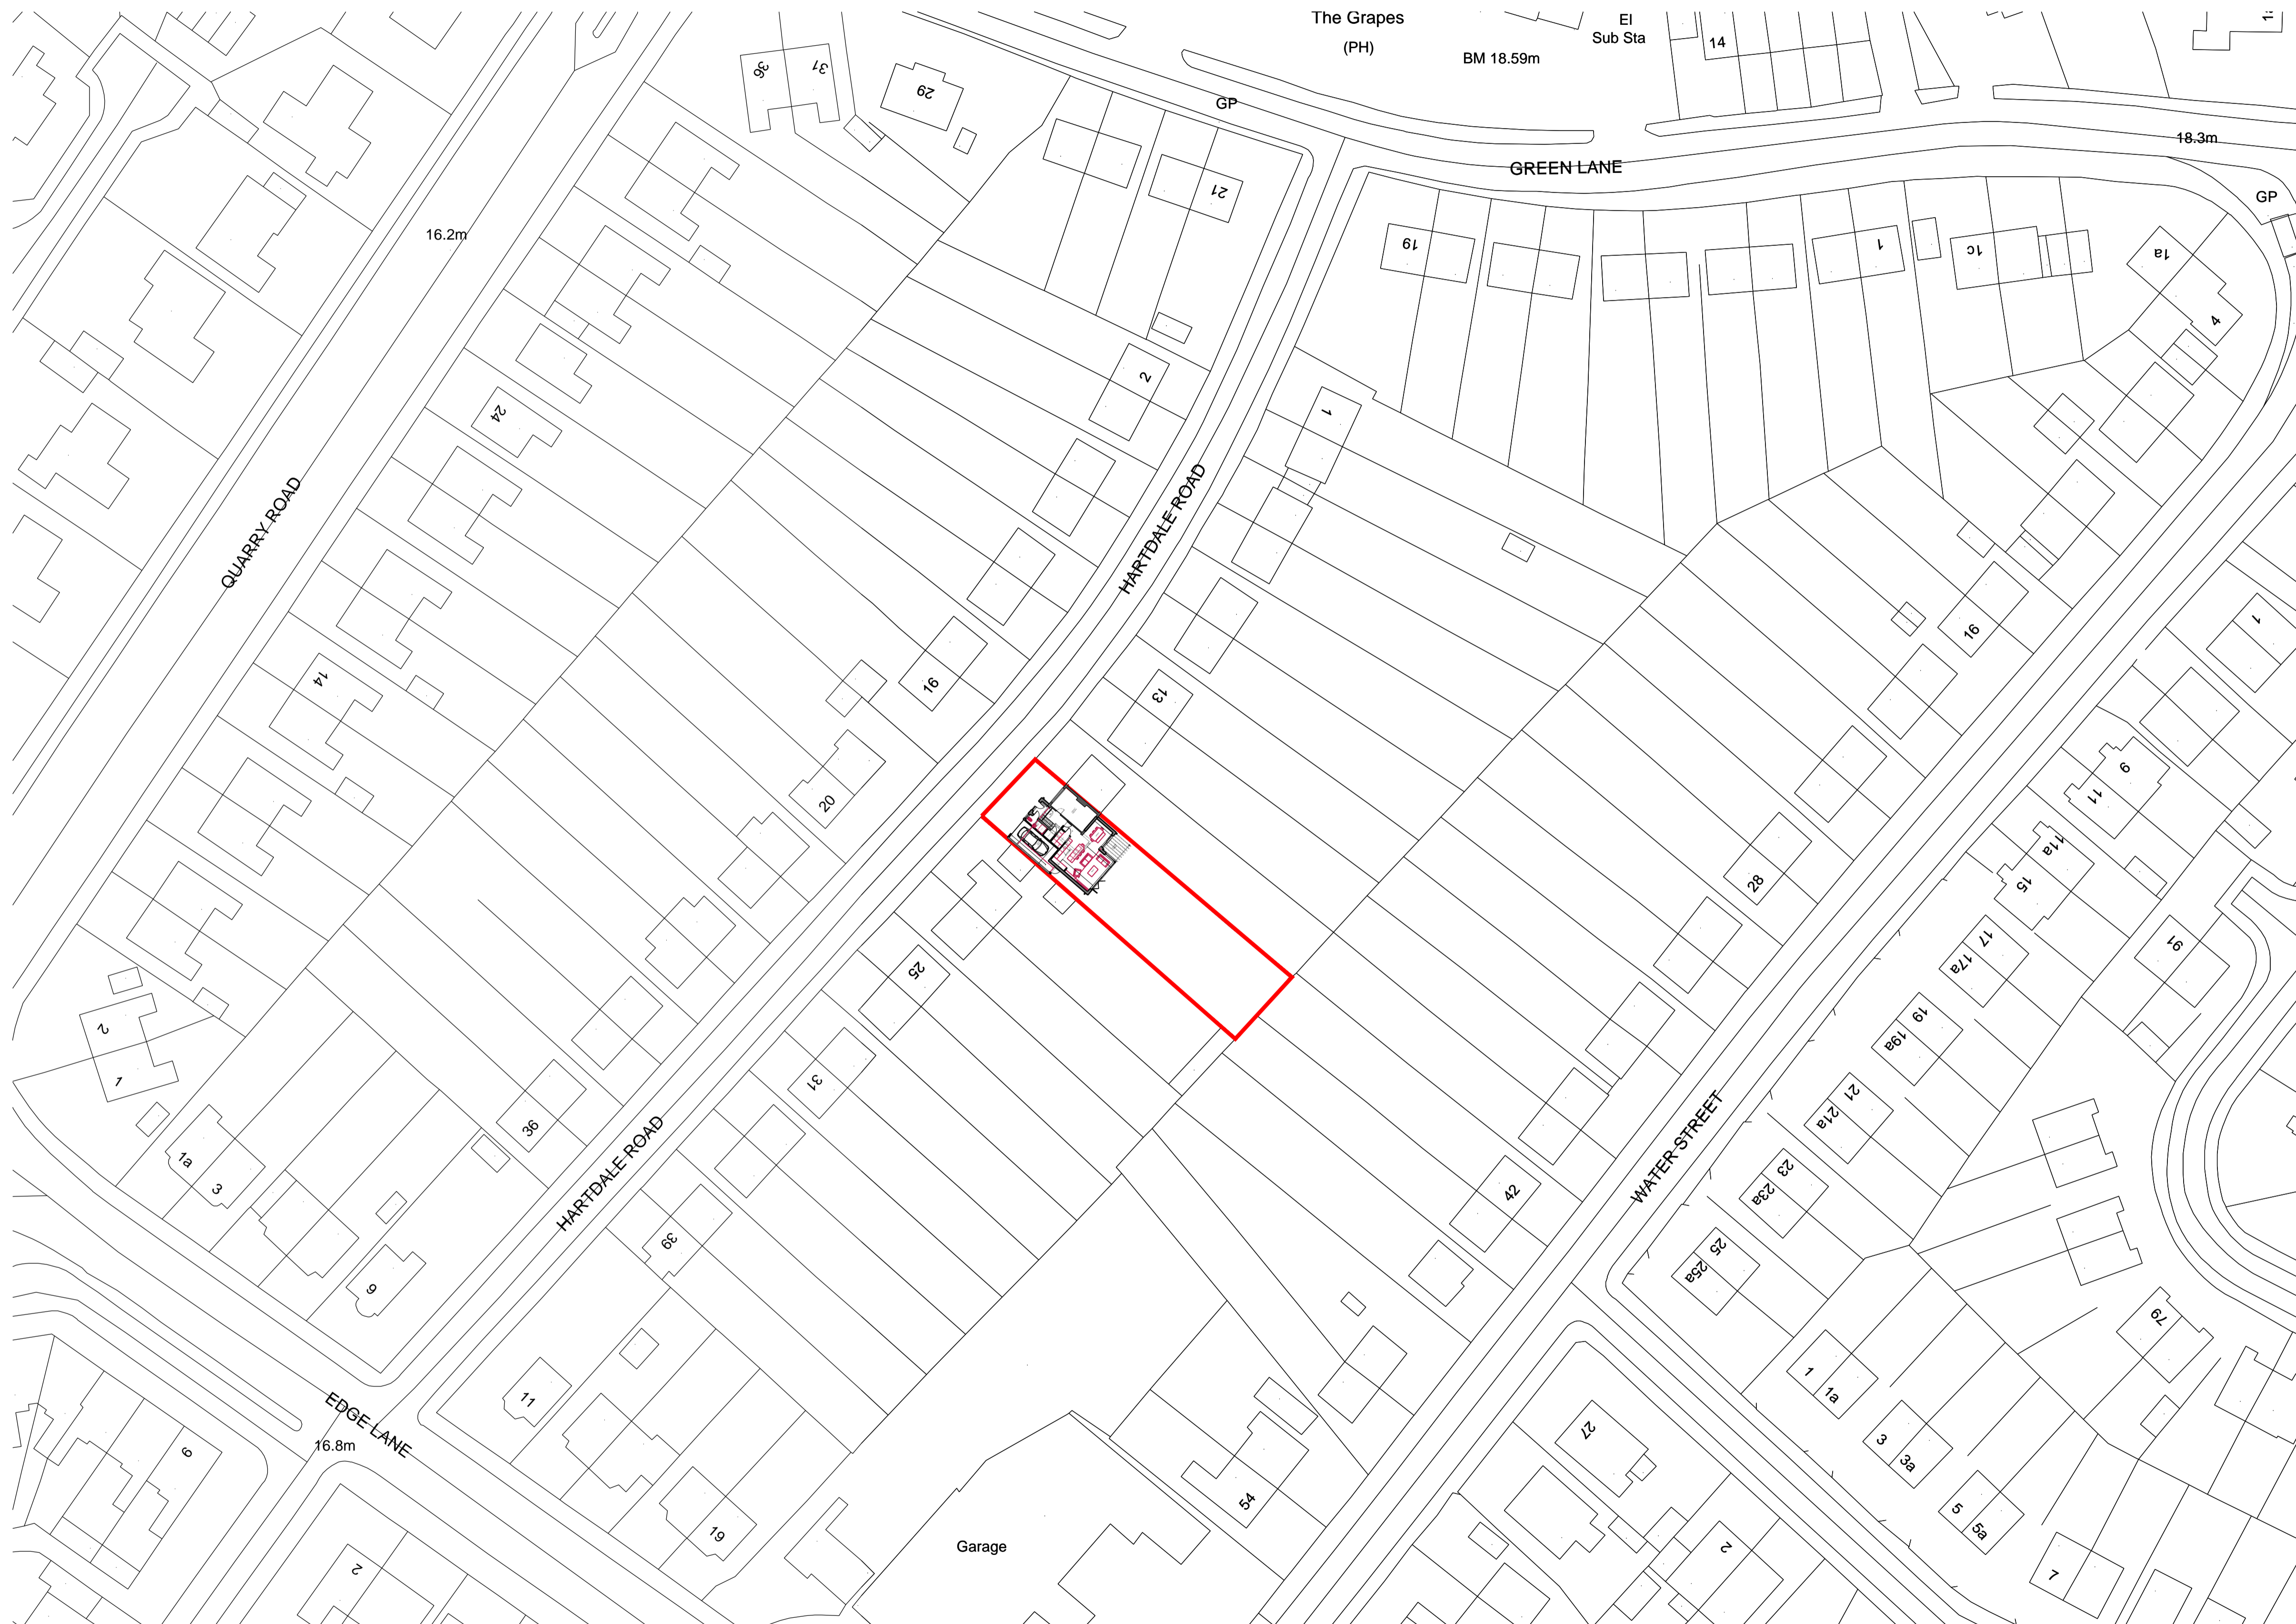 The Grapes
(PH)
El
Sub Sta
14
BM 18.59m
36
31
29
GP
GREEN LANE
18.3m
GP
21
16.2m
19
1
1c
1a
4
2
1
24
QUARRY ROAD
HARTDALE ROAD
16
1
16
13
14
20
9
11
11a
15
28
25
17
17a
91
2
1
31
19
19a
36
21
21a
1a
3
HARTDALE ROAD
WATER STREET
23
23a
42
39
25
25a
9
79
11
1
1a
EDGE LANE
16.8m
6
27
3
3a
54
19
5
5a
Garage
2
2
7